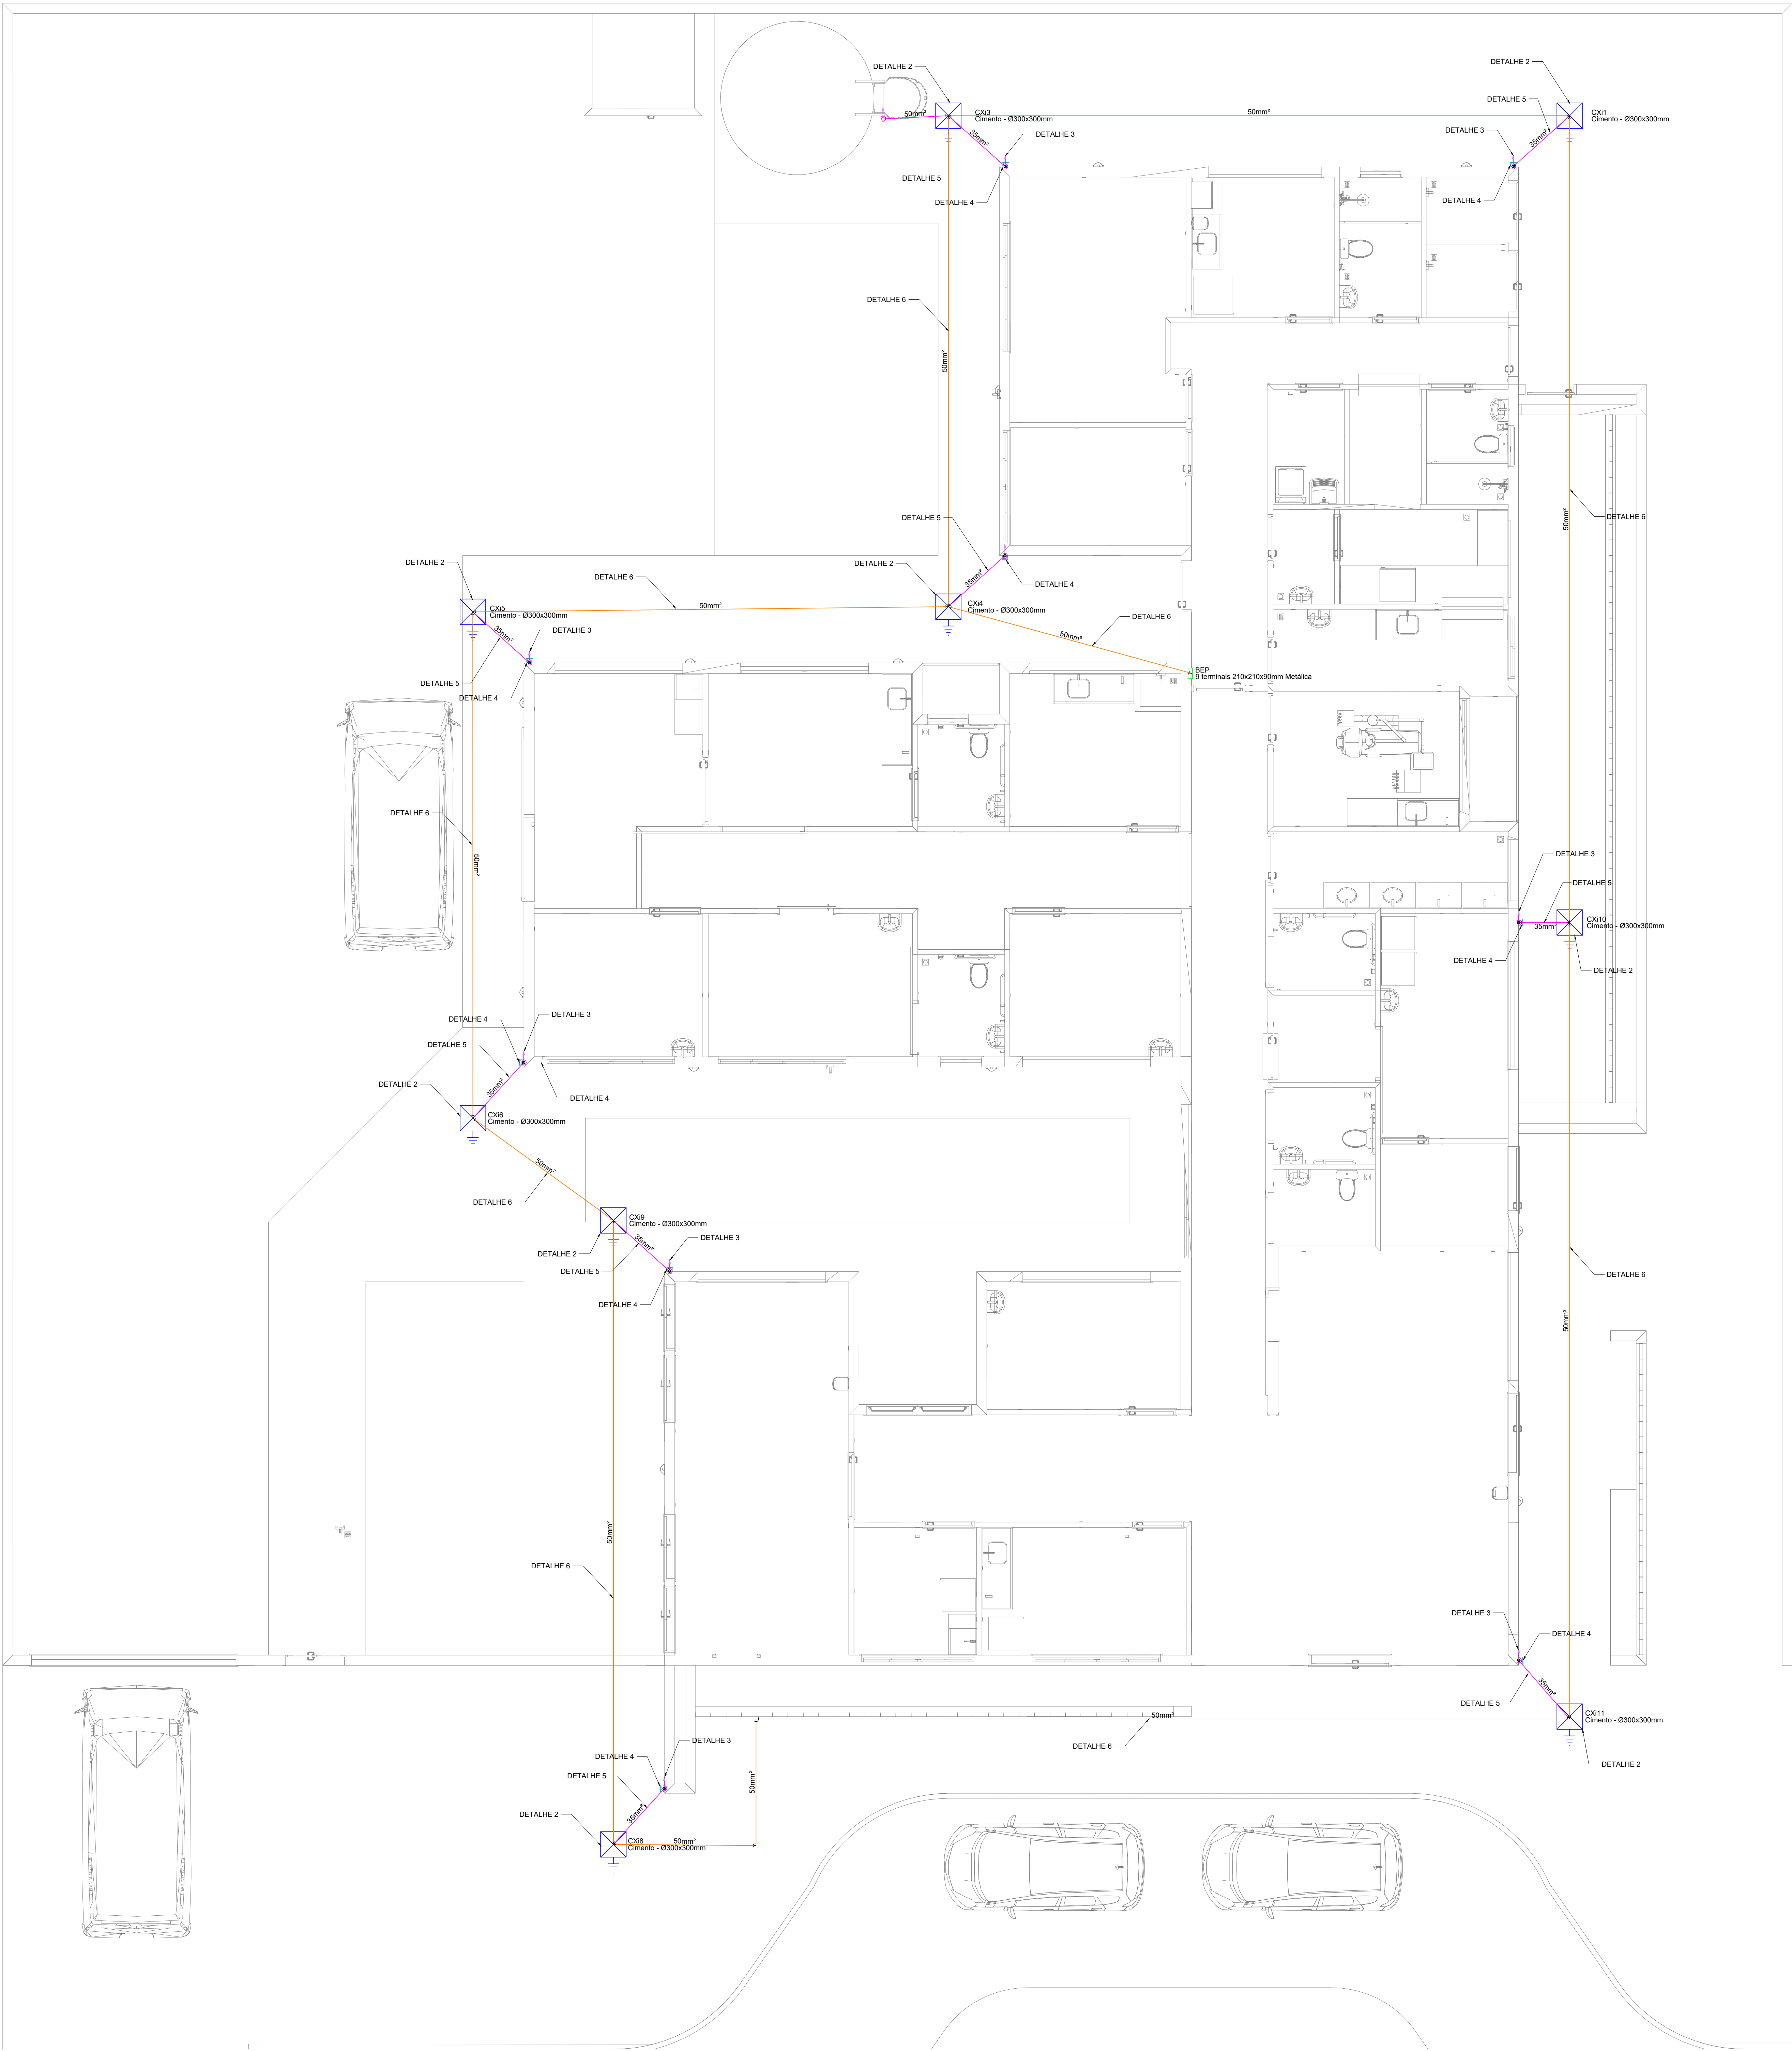 DETALHE 2
DETALHE 2
DETALHE 5
50mm²
CXi3
Cimento - Ø300x300mm
50mm²
CXi1
Cimento - Ø300x300mm
35mm²
DETALHE 3
DETALHE 3
35mm²
DETALHE 5
DETALHE 4
DETALHE 4
DETALHE 6
50mm²
DETALHE 5
DETALHE 6
50mm²
DETALHE 2
DETALHE 6
DETALHE 2
35mm²
DETALHE 4
50mm²
CXi5
Cimento - Ø300x300mm
CXi4
Cimento - Ø300x300mm
35mm²
DETALHE 3
50mm²
DETALHE 6
DETALHE 5
DETALHE 4
BEP
9 terminais 210x210x90mm Metálica
DETALHE 6
50mm²
DETALHE 3
DETALHE 5
CXi10
Cimento - Ø300x300mm
35mm²
DETALHE 4
DETALHE 2
DETALHE 4
DETALHE 3
DETALHE 5
DETALHE 2
35mm²
DETALHE 4
CXi6
Cimento - Ø300x300mm
50mm²
DETALHE 6
CXi9
Cimento - Ø300x300mm
35mm²
DETALHE 3
DETALHE 2
DETALHE 5
DETALHE 4
DETALHE 6
50mm²
50mm²
DETALHE 6
DETALHE 3
DETALHE 4
35mm²
DETALHE 5
CXi11
Cimento - Ø300x300mm
50mm²
DETALHE 6
DETALHE 2
DETALHE 3
DETALHE 4
DETALHE 5
50mm²
35mm²
DETALHE 2
CXi8
Cimento - Ø300x300mm
50mm²